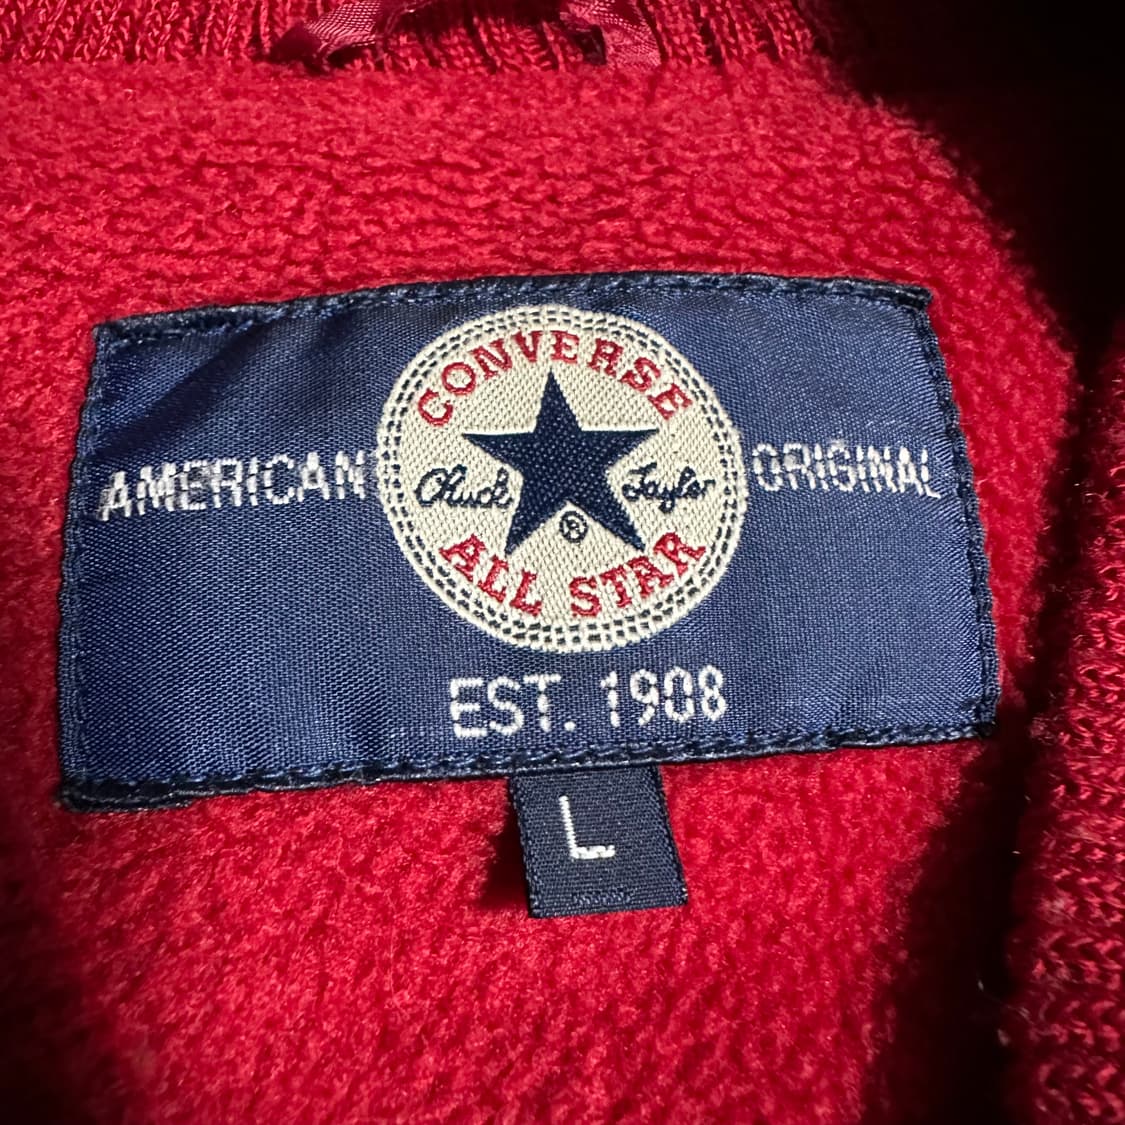 CONVERSE
AMERICAN Chuck Taylor ORIGINAL
®
ALL STAR
EST. 1908
L